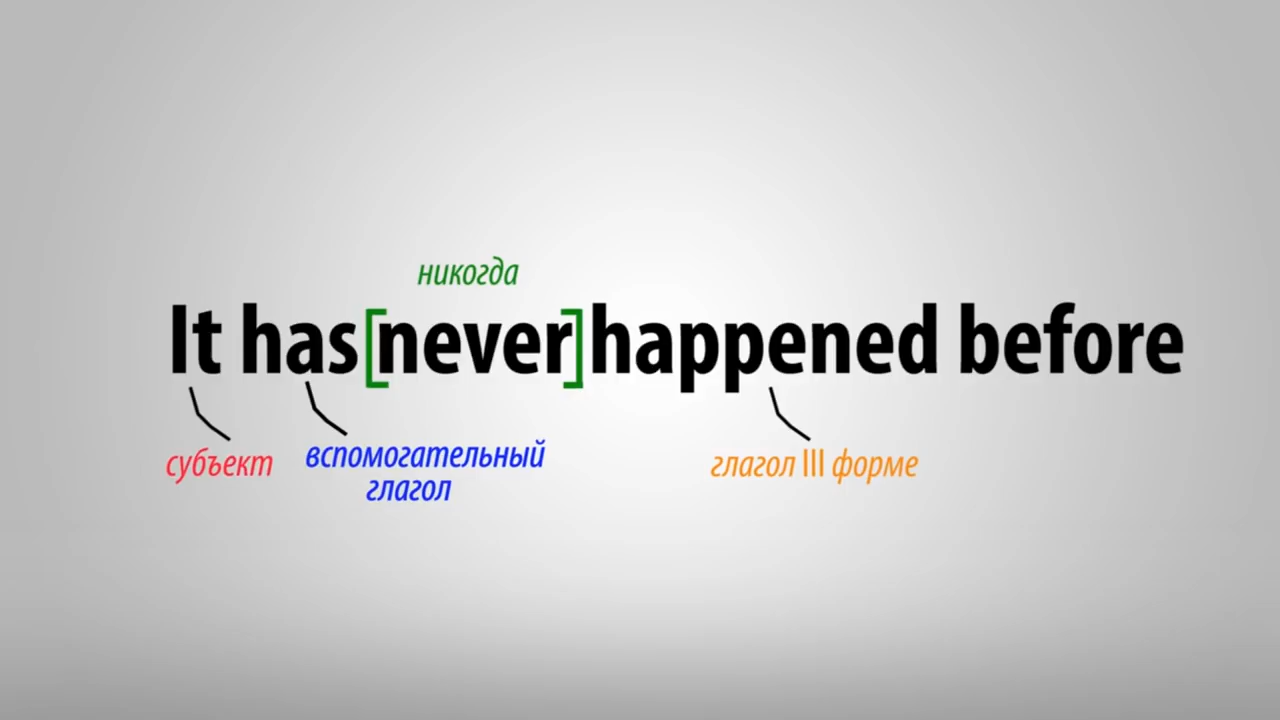 никогда
It has [never] happened before
субъект
вспомогательный
глагол
глагол III форме